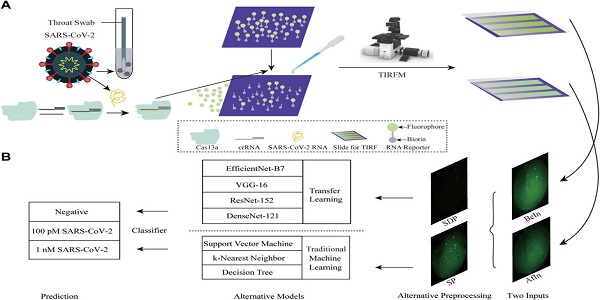 A
Throat Swab
SARS-CoV-2
TIRFM
Fluorophore
Biotin
Cas13a
crRNA
SARS-CoV-2 RNA
Slide for TIRF
RNA Reporter
B
EfficientNet-B7
VGG-16
ResNet-152
DenseNet-121
Transfer
Learning
Negative
100 pM SARS-CoV-2
1 nM SARS-CoV-2
Classifier
Support Vector Machine
k-Nearest Neighbor
Decision Tree
Traditional
Machine
Learning
SDP
SP
BeIn
AfIn
Prediction
Alternative Models
Alternative Preprocessing
Two Inputs